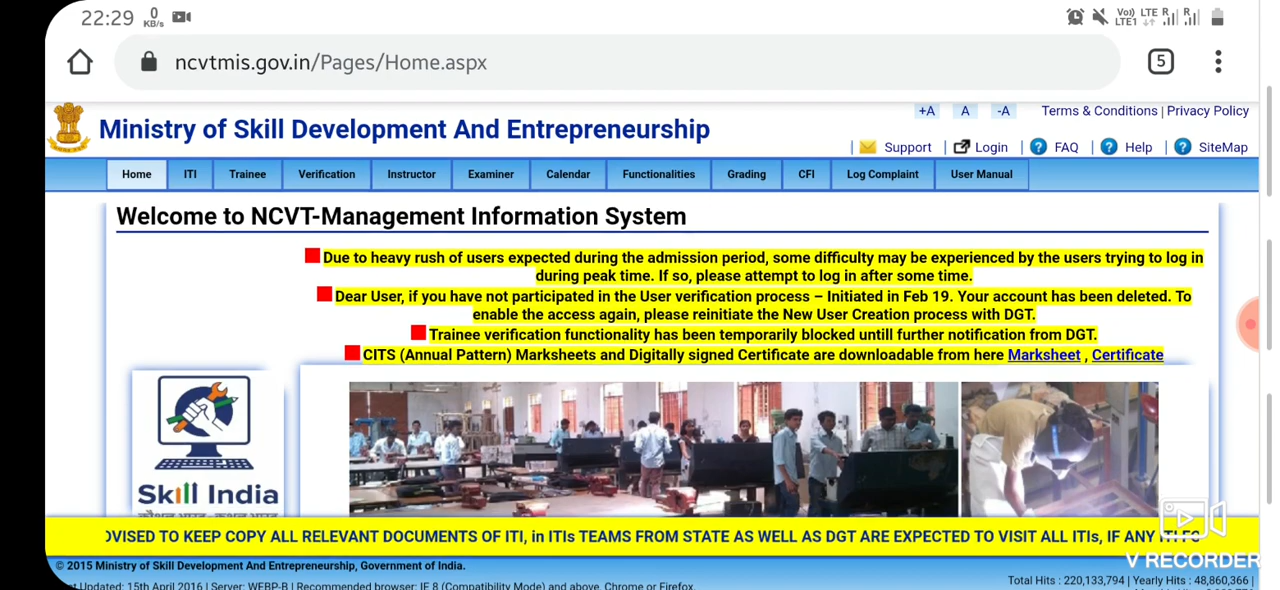 22:29 0 KB/s Vo) LTE R R
LTE1
ncvtmis.gov.in/Pages/Home.aspx 5
+A A -A Terms & Conditions | Privacy Policy
Ministry of Skill Development And Entrepreneurship
| Support | Login | ? FAQ | ? Help | ? SiteMap
Home ITI Trainee Verification Instructor Examiner Calendar Functionalities Grading CFI Log Complaint User Manual
Welcome to NCVT-Management Information System
Due to heavy rush of users expected during the admission period, some difficulty may be experienced by the users trying to log in
during peak time. If so, please attempt to log in after some time.
Dear User, if you have not participated in the User verification process – Initiated in Feb 19. Your account has been deleted. To
enable the access again, please reinitiate the New User Creation process with DGT.
Trainee verification functionality has been temporarily blocked untill further notification from DGT.
CITS (Annual Pattern) Marksheets and Digitally signed Certificate are downloadable from here Marksheet , Certificate
Skill India
VISED TO KEEP COPY ALL RELEVANT DOCUMENTS OF ITI, in ITIs TEAMS FROM STATE AS WELL AS DGT ARE EXPECTED TO VISIT ALL ITIs, IF ANY
V RECORDER
© 2015 Ministry of Skill Development And Entrepreneurship, Government of India.
Total Hits : 220,133,794 | Yearly Hits : 48,860,366 |
Updated: 15th April 2016 | Server: WEBP-B | Recommended browser: IE 8 (Compatibility Mode) and above, Chrome or Firefox.